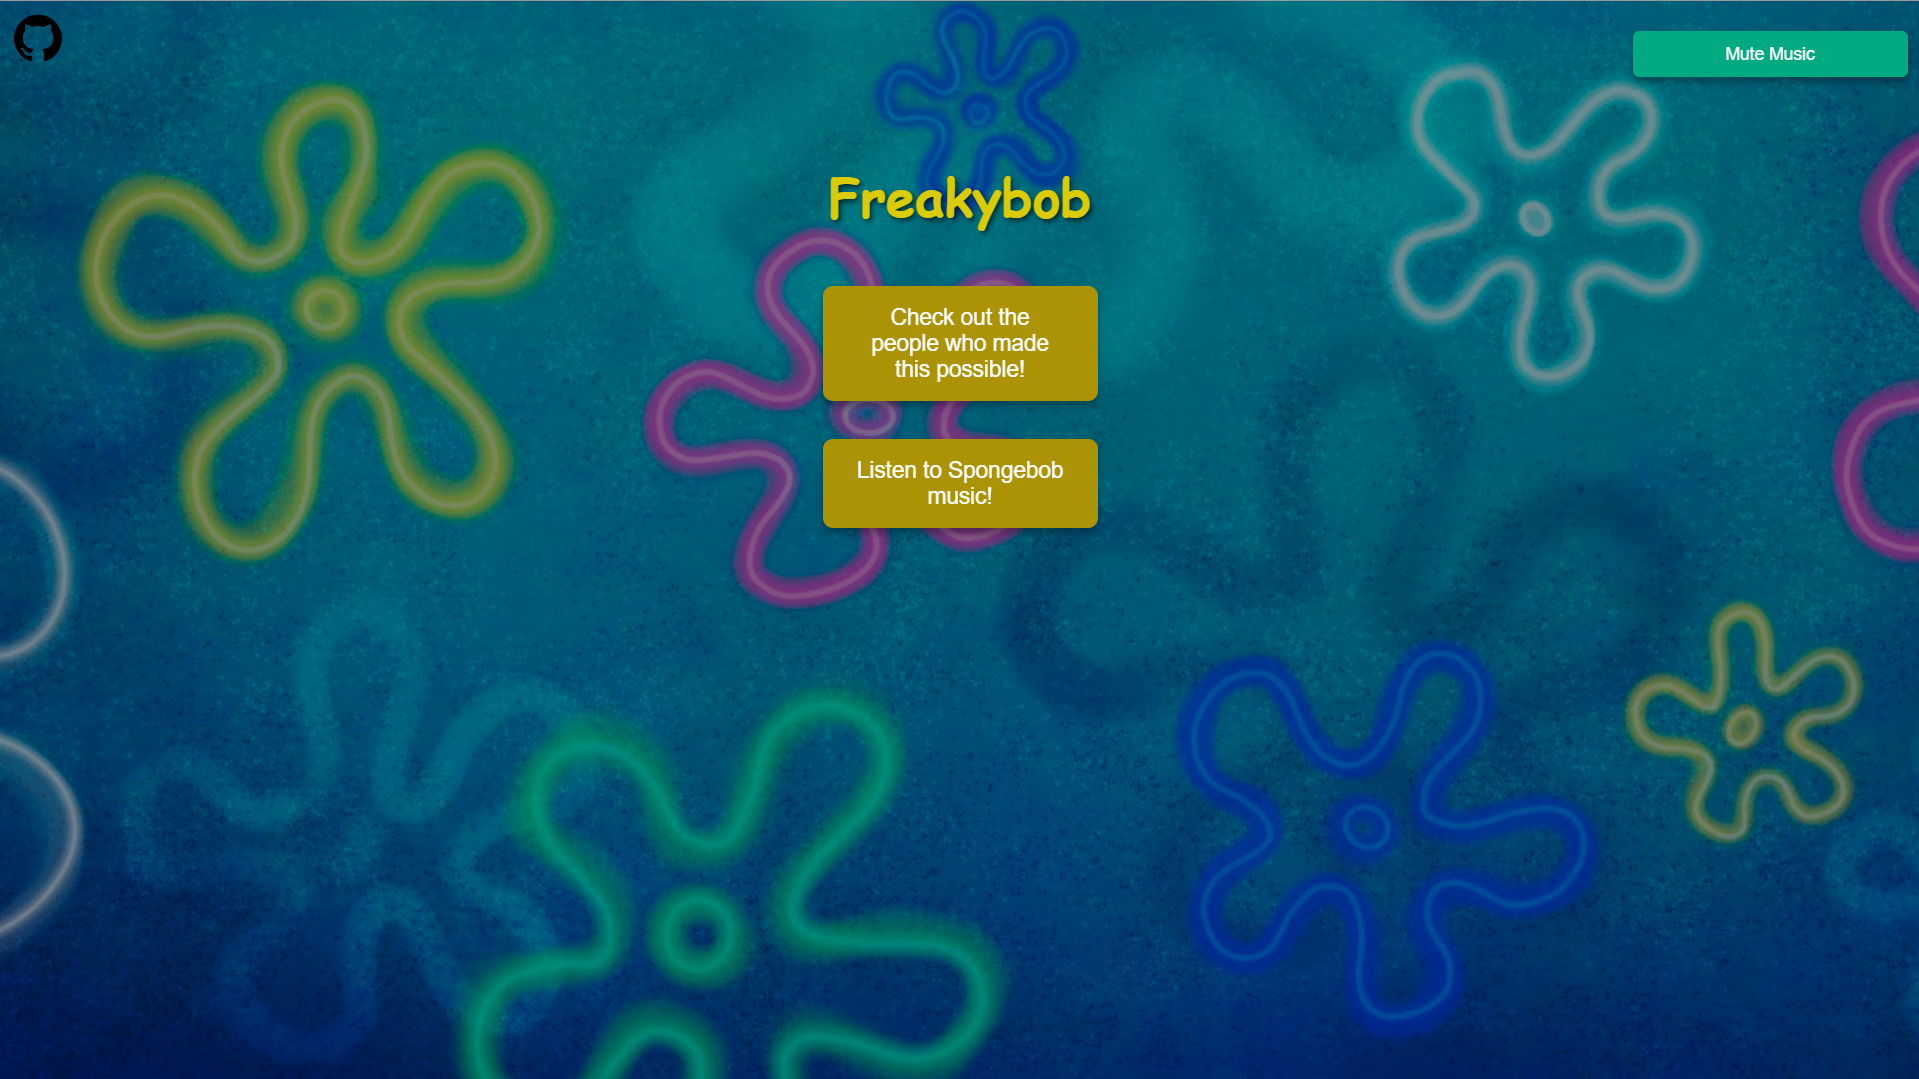 Mute Music
Freakybob
Check out the
people who made
this possible!
Listen to Spongebob
music!